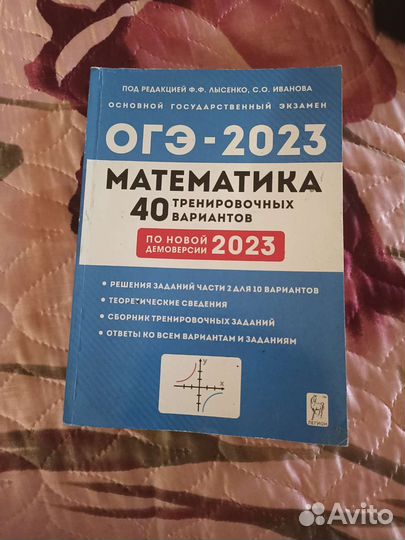 ПОД РЕДАКЦИЕЙ Ф.Ф. ЛЫСЕНКО, С.О. ИВАНОВА
ОСНОВНОЙ ГОСУДАРСТВЕННЫЙ ЭКЗАМЕН
ОГЭ - 2023
МАТЕМАТИКА
40 ТРЕНИРОВОЧНЫХ
ВАРИАНТОВ
ПО НОВОЙ
ДЕМОВЕРСИИ 2023
• РЕШЕНИЯ ЗАДАНИЙ ЧАСТИ 2 ДЛЯ 10 ВАРИАНТОВ
• ТЕОРЕТИЧЕСКИЕ СВЕДЕНИЯ
• СБОРНИК ТРЕНИРОВОЧНЫХ ЗАДАНИЙ
• ОТВЕТЫ КО ВСЕМ ВАРИАНТАМ И ЗАДАНИЯМ
y
x
ЛЕГИОН
Avito